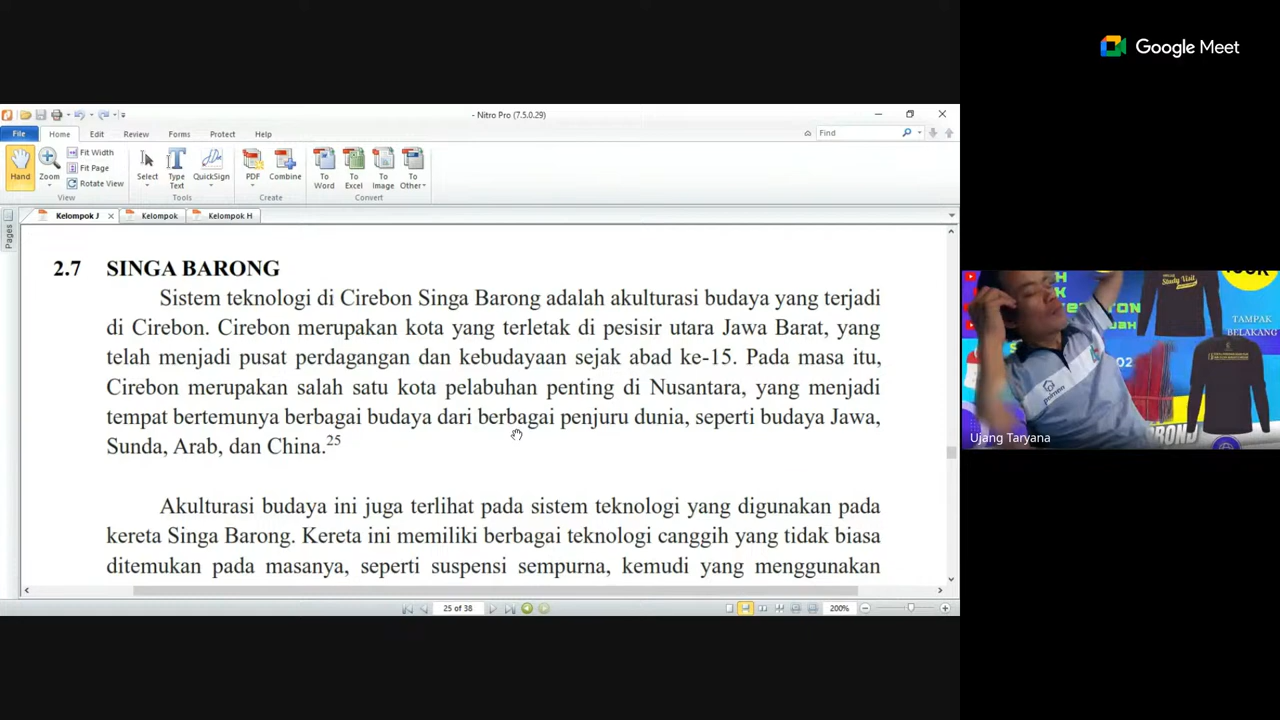 Google Meet
- Nitro Pro (7.5.0.29)
File Home Edit Review Forms Protect Help
Find
Hand
Zoom
Fit Width
Fit Page
Rotate View
View
Select
Type Text
QuickSign
Tools
PDF
Combine
Create
To Word
To Excel
To Image
To Other
Convert
Pages
Kelompok J Kelompok Kelompok H
2.7 SINGA BARONG
Sistem teknologi di Cirebon Singa Barong adalah akulturasi budaya yang terjadi
di Cirebon. Cirebon merupakan kota yang terletak di pesisir utara Jawa Barat, yang
telah menjadi pusat perdagangan dan kebudayaan sejak abad ke-15. Pada masa itu,
Cirebon merupakan salah satu kota pelabuhan penting di Nusantara, yang menjadi
tempat bertemunya berbagai budaya dari berbagai penjuru dunia, seperti budaya Jawa,
Sunda, Arab, dan China.25
Akulturasi budaya ini juga terlihat pada sistem teknologi yang digunakan pada
kereta Singa Barong. Kereta ini memiliki berbagai teknologi canggih yang tidak biasa
ditemukan pada masanya, seperti suspensi sempurna, kemudi yang menggunakan
25 of 38
200%
Study Visit
TAMPAK
BELAKANG
02
polman
Ujang Taryana